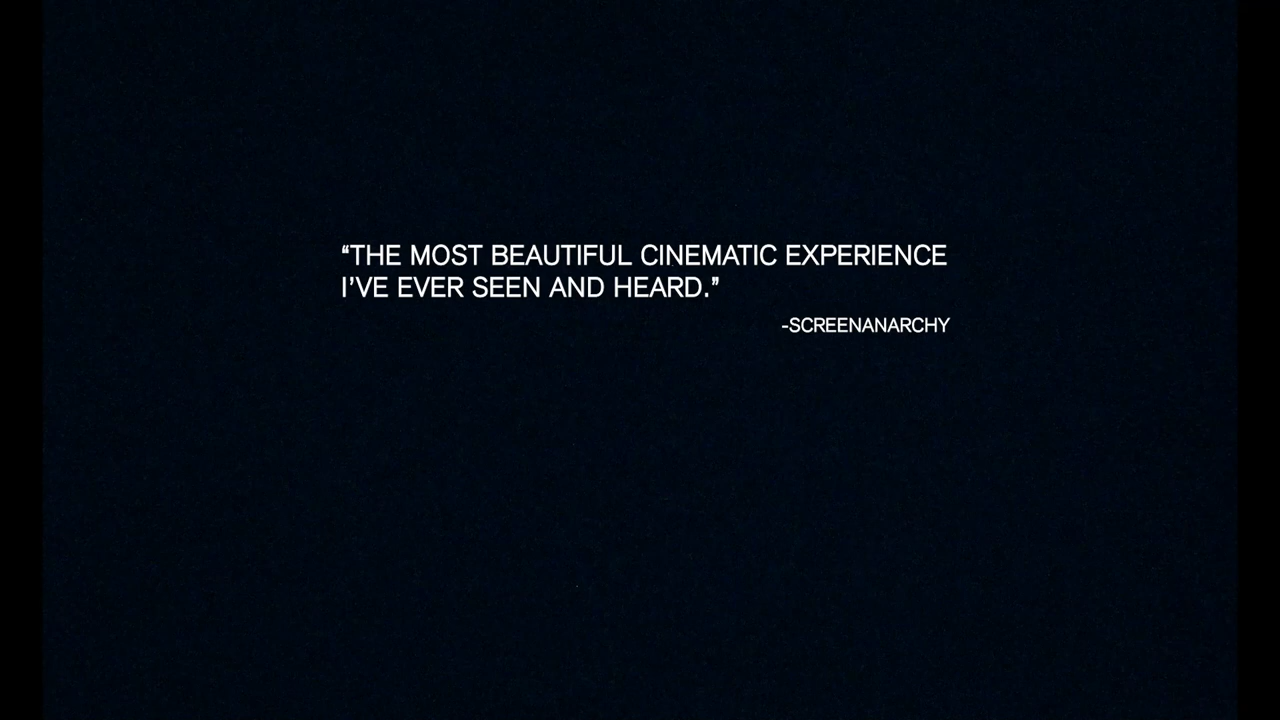 “THE MOST BEAUTIFUL CINEMATIC EXPERIENCE
I’VE EVER SEEN AND HEARD.”
-SCREENANARCHY